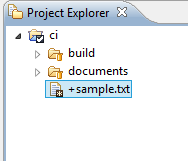 Project Explorer
ci
build
documents
+sample.txt